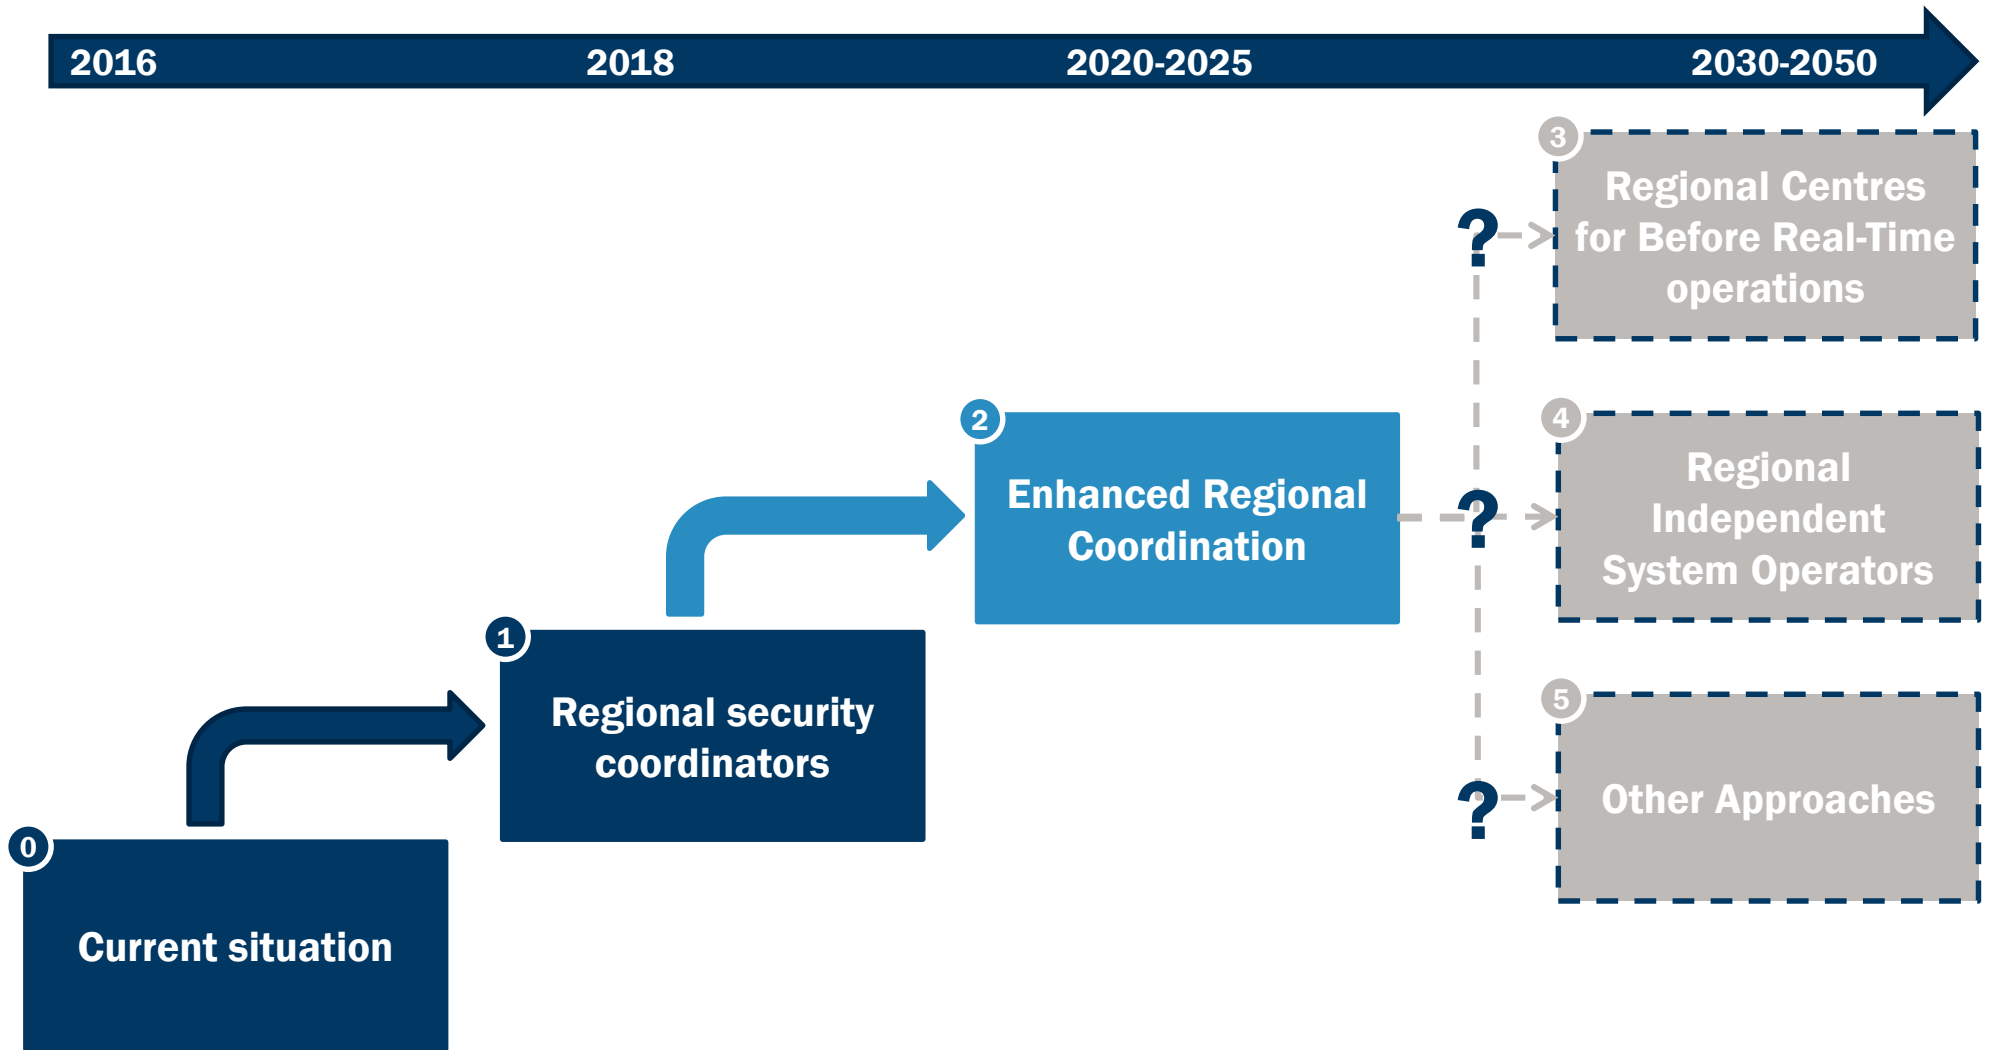 2016
2018
2020-2025
2030-2050
3
Regional Centres
for Before Real-Time
operations
?
2
Enhanced Regional
Coordination
?
4
Regional
Independent
System Operators
1
Regional security
coordinators
?
5
Other Approaches
0
Current situation